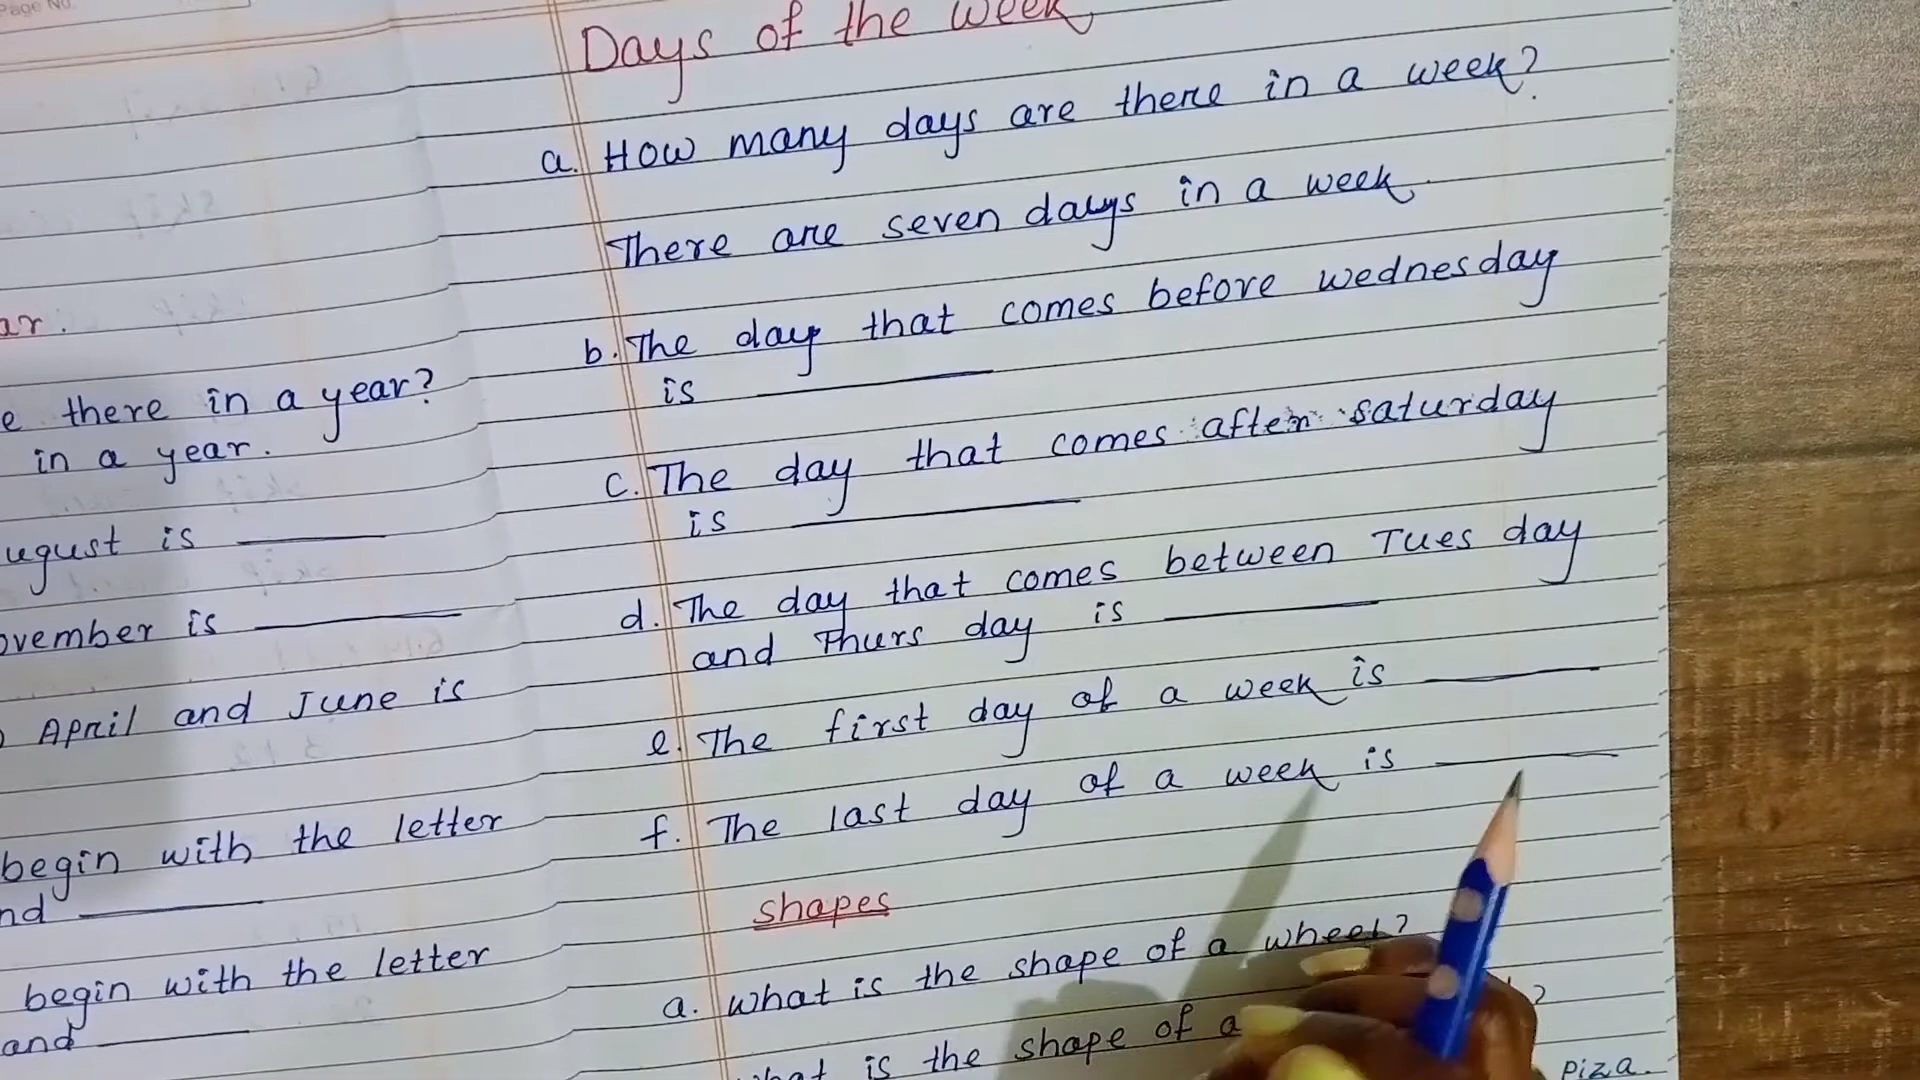 Page No.
ar.
e there in a year?
in a year.
ugust is
ovember is
April and June is
begin with the letter
nd
begin with the letter
and
Days of the week
a. How many days are there in a week?
There are seven days in a week.
b. The day that comes before wednesday
is
c. The day that comes after saturday
is
d. The day that comes between Tues day
and Thurs day is
e. The first day of a week is
f. The last day of a week is
shapes
a. what is the shape of a wheel?
is the shape of a ?
Piza.